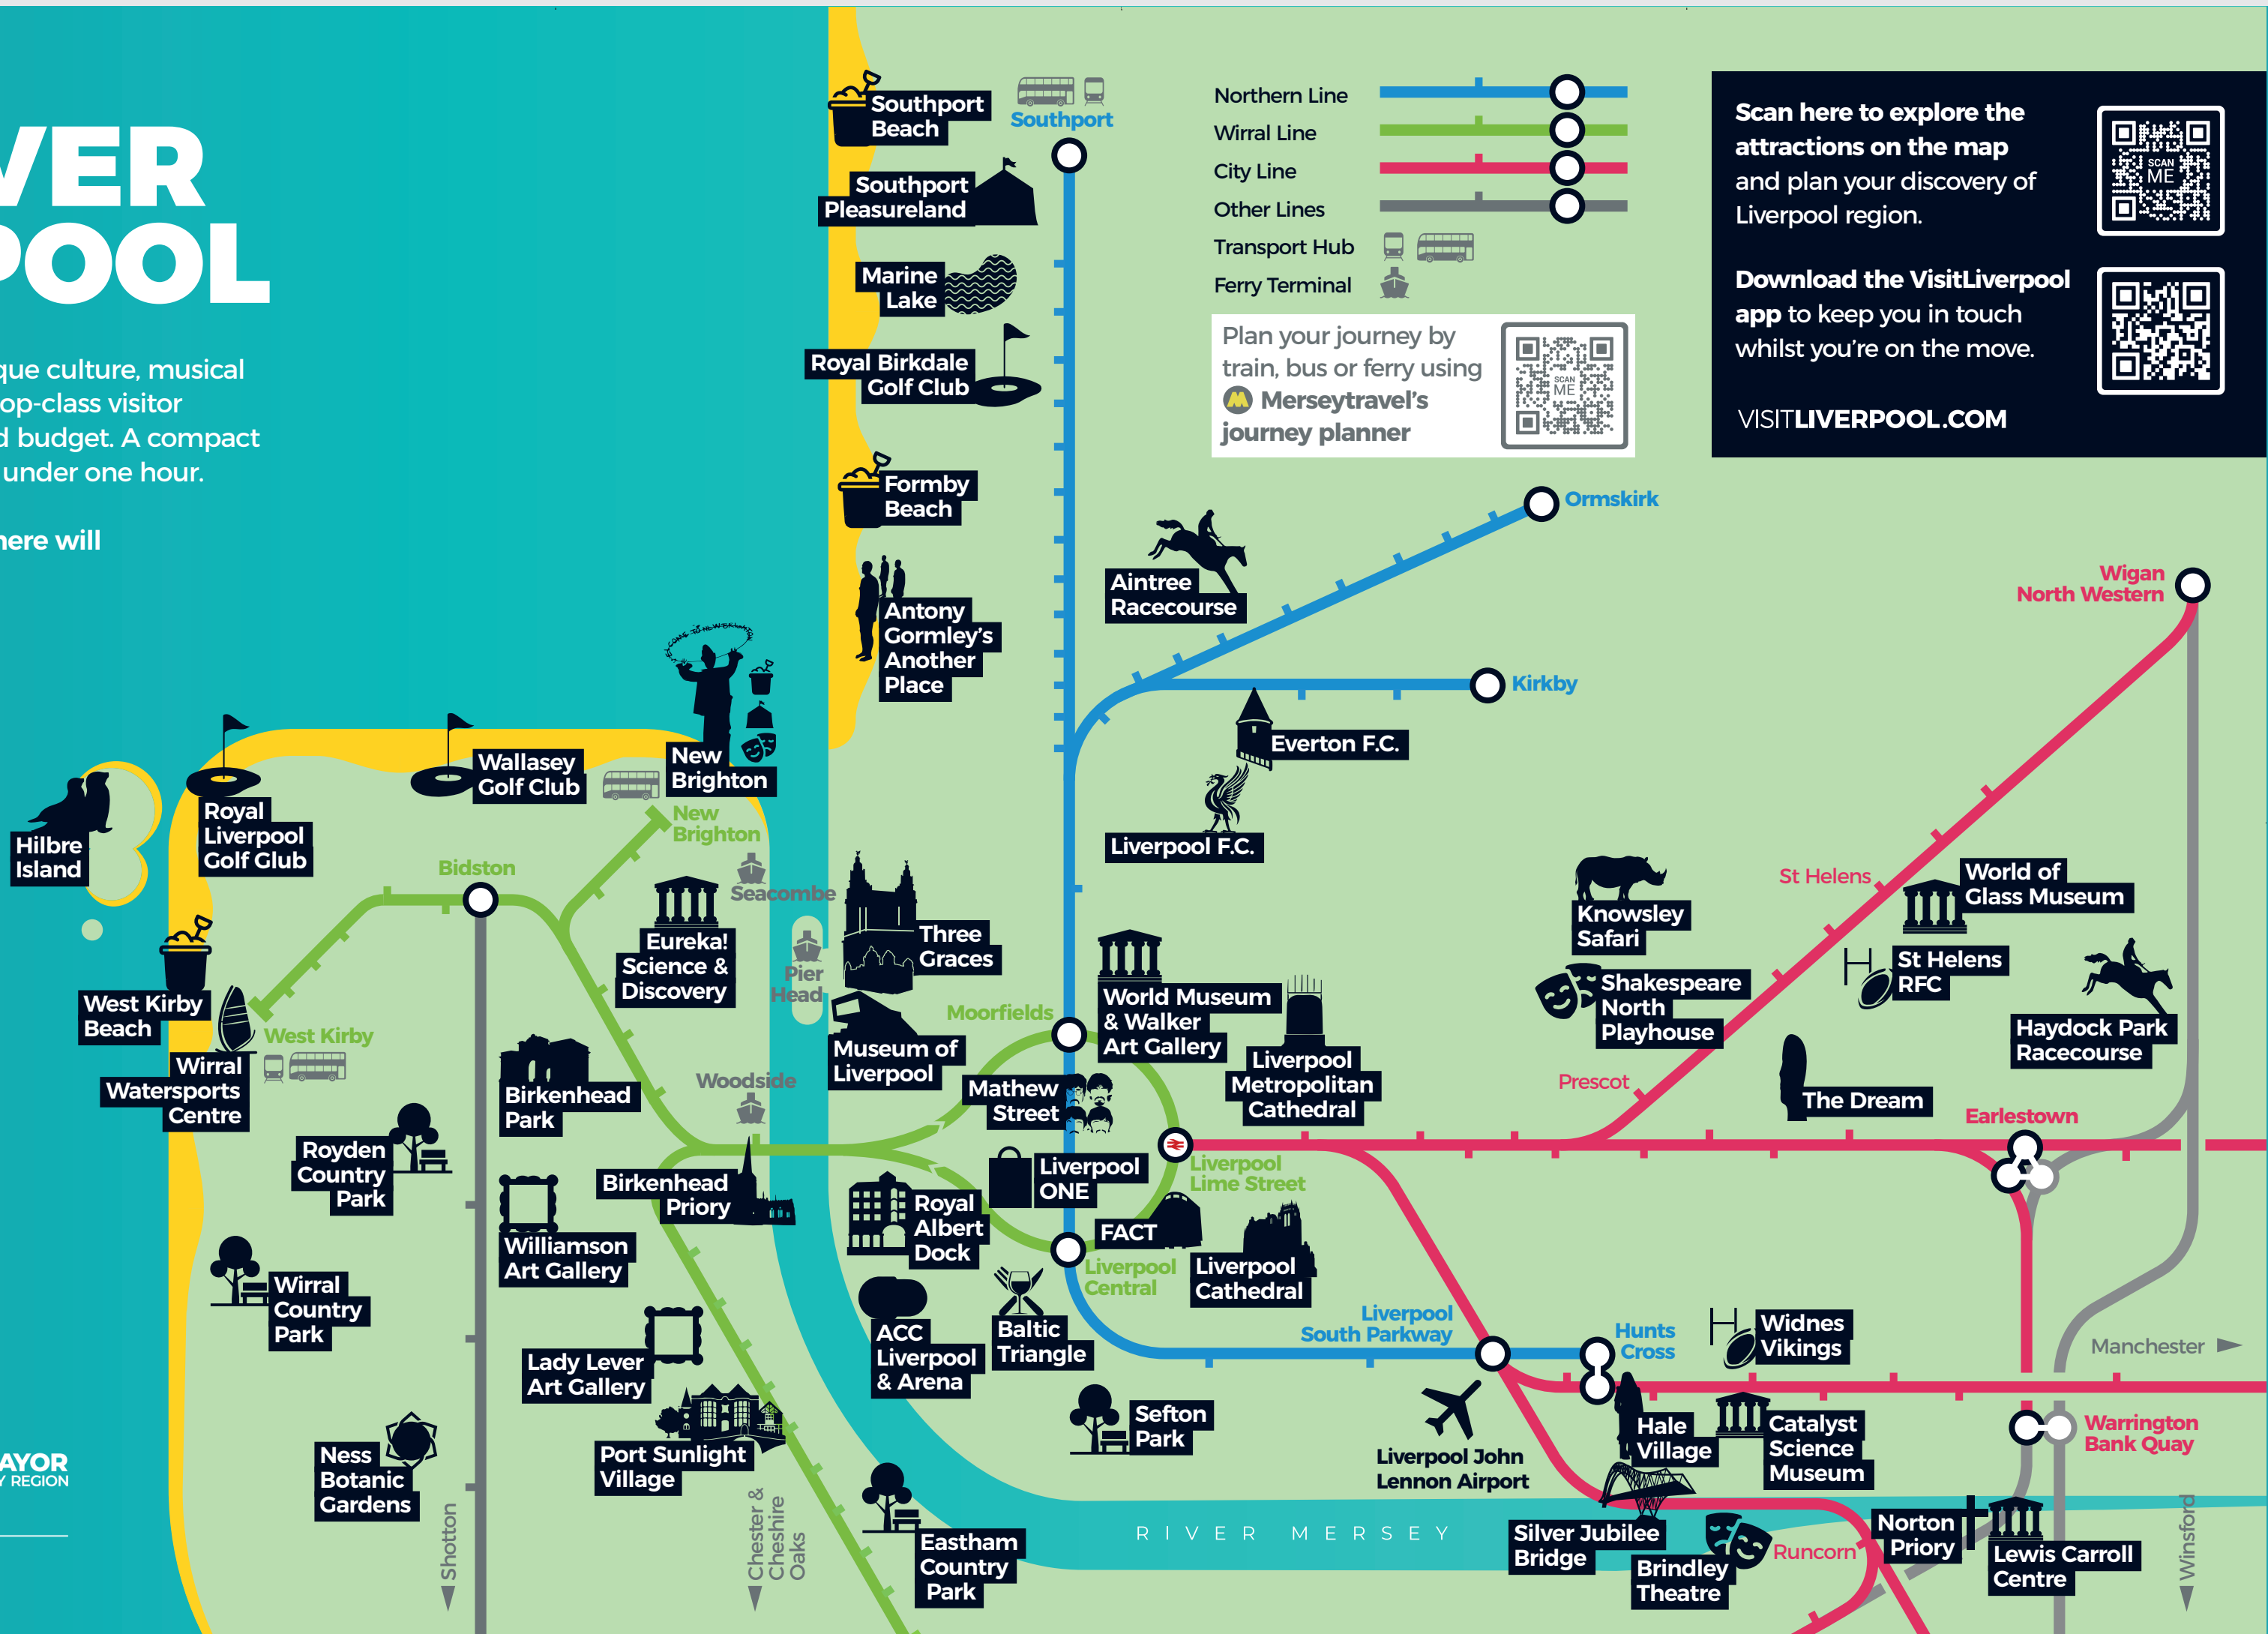 VER
POOL
que culture, musical
op-class visitor
d budget. A compact
under one hour.
here will
AYOR
Y REGION
Southport
Beach
Southport
Southport
Pleasureland
Marine
Lake
Royal Birkdale
Golf Club
Formby
Beach
Antony
Gormley's
Another
Place
Northern Line
Wirral Line
City Line
Other Lines
Transport Hub
Ferry Terminal
Plan your journey by
train, bus or ferry using
Merseytravel's
journey planner
SCAN
ME
Scan here to explore the
attractions on the map
and plan your discovery of
Liverpool region.
SCAN
ME
Download the VisitLiverpool
app to keep you in touch
whilst you're on the move.
VISITLIVERPOOL.COM
Ormskirk
Aintree
Racecourse
Kirkby
Everton F.C.
Liverpool F.C.
Wigan
North Western
New
Brighton
New
Brighton
Wallasey
Golf Club
Royal
Liverpool
Golf Glub
Hilbre
Island
Bidston
Seacombe
Eureka!
Science &
Discovery
Pier
Head
Three
Graces
Museum of
Liverpool
West Kirby
Beach
West Kirby
Wirral
Watersports
Centre
Birkenhead
Park
Woodside
Royden
Country
Park
Birkenhead
Priory
Williamson
Art Gallery
Wirral
Country
Park
Lady Lever
Art Gallery
Port Sunlight
Village
Ness
Botanic
Gardens
Shotton
Chester &
Cheshire
Oaks
Eastham
Country
Park
Moorfields
World Museum
& Walker
Art Gallery
Mathew
Street
Liverpool
Metropolitan
Cathedral
Liverpool
ONE
Liverpool
Lime Street
Royal
Albert
Dock
FACT
Liverpool
Central
Liverpool
Cathedral
ACC
Liverpool
& Arena
Baltic
Triangle
Sefton
Park
Liverpool
South Parkway
Hunts
Cross
Liverpool John
Lennon Airport
RIVER MERSEY
Knowsley
Safari
Shakespeare
North
Playhouse
Prescot
St Helens
World of
Glass Museum
St Helens
RFC
Haydock Park
Racecourse
The Dream
Earlestown
Widnes
Vikings
Manchester
Hale
Village
Catalyst
Science
Museum
Warrington
Bank Quay
Silver Jubilee
Bridge
Brindley
Theatre
Runcorn
Norton
Priory
Lewis Carroll
Centre
Winsford